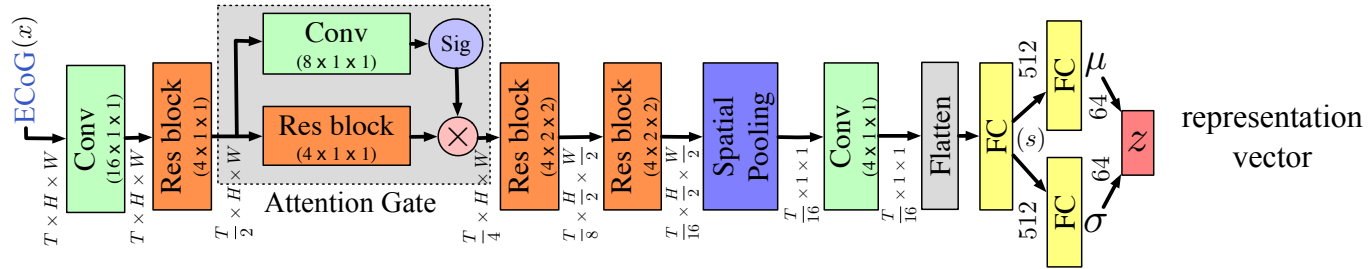 ECoG(x)
T × H × W
Conv
(16 x 1 x 1)
T × H × W
Res block
(4 x 1 x 1)
T/2 × H × W
Conv
(8 x 1 x 1)
Sig
Res block
(4 x 1 x 1)
×
Attention Gate
T/4 × H × W
Res block
(4 x 2 x 2)
T/8 × H/2 × W/2
Res block
(4 x 2 x 2)
T/16 × H/2 × W/2
Spatial
Pooling
T/16 × 1 × 1
Conv
(4 x 1 x 1)
T/16 × 1 × 1
Flatten
FC
(s)
512
FC
μ
64
512
FC
σ
64
z
representation
vector